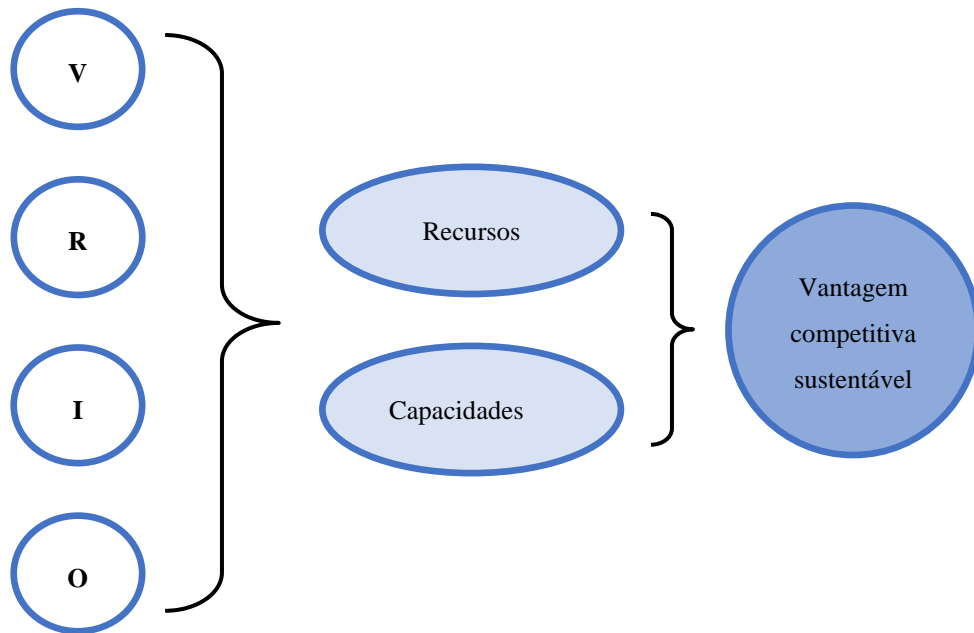 V
R
I
O
Recursos
Capacidades
Vantagem
competitiva
sustentável